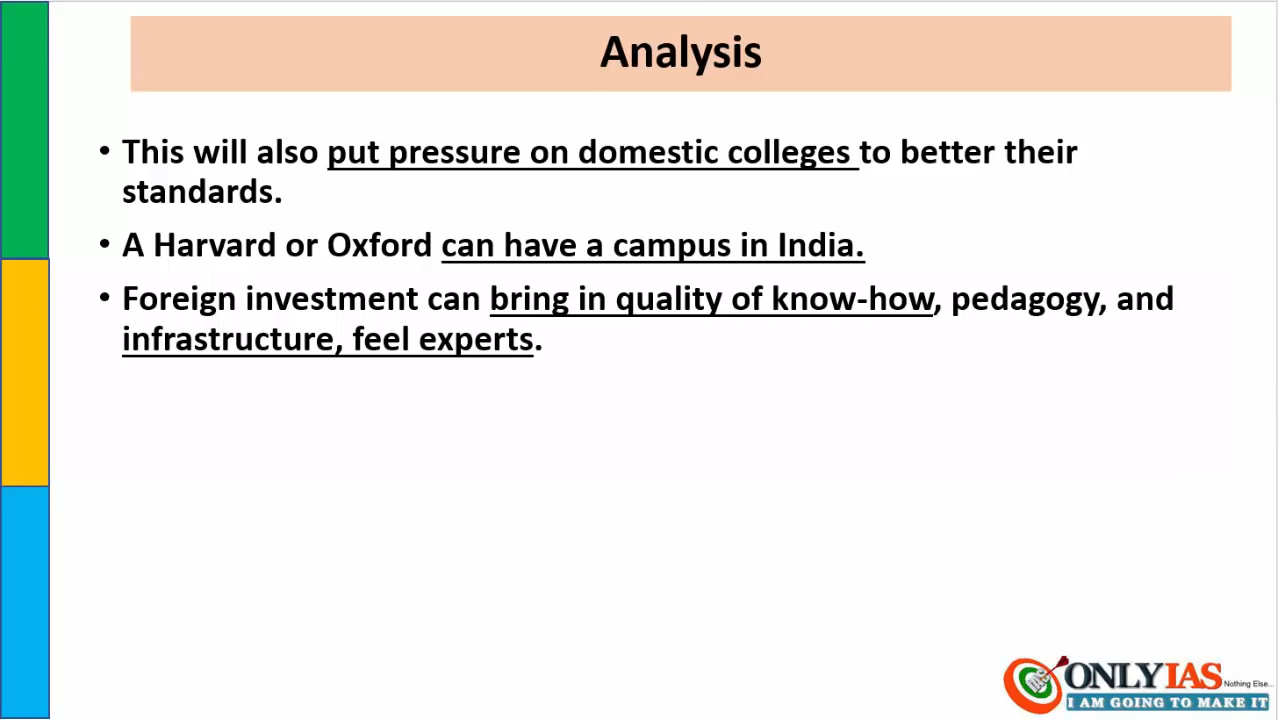 Analysis
• This will also put pressure on domestic colleges to better their
standards.
• A Harvard or Oxford can have a campus in India.
• Foreign investment can bring in quality of know-how, pedagogy, and
infrastructure, feel experts.
ONLYIAS Nothing Else...
I AM GOING TO MAKE IT